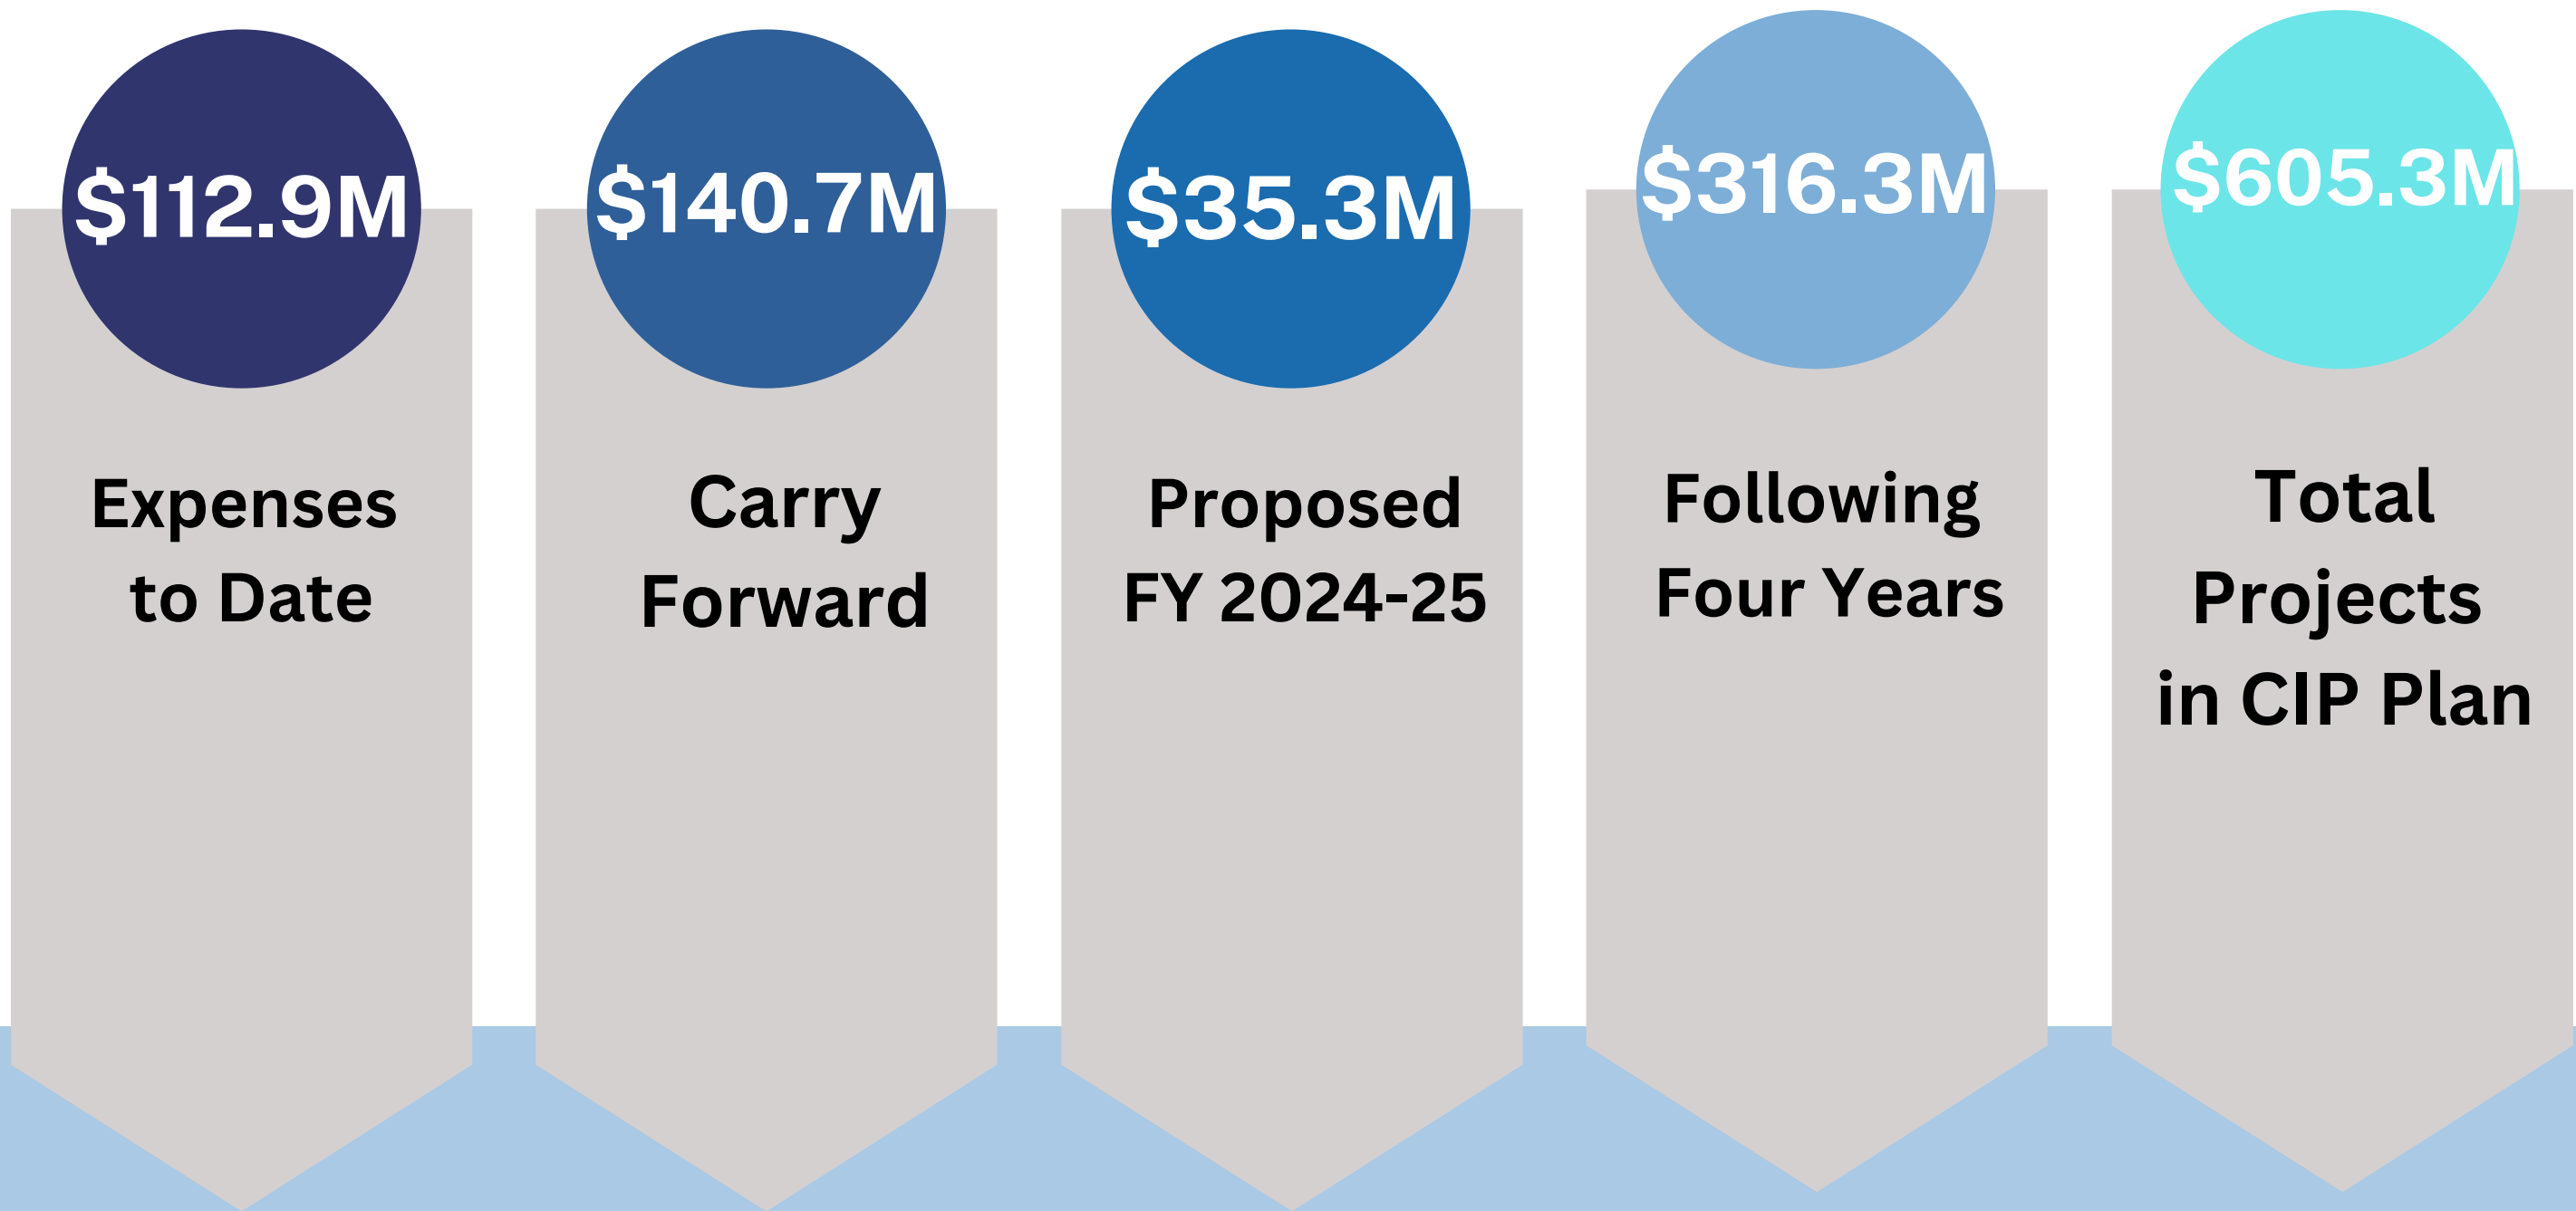 $112.9M
Expenses
to Date
$140.7M
Carry
Forward
$35.3M
Proposed
FY 2024-25
$316.3M
Following
Four Years
$605.3M
Total
Projects
in CIP Plan